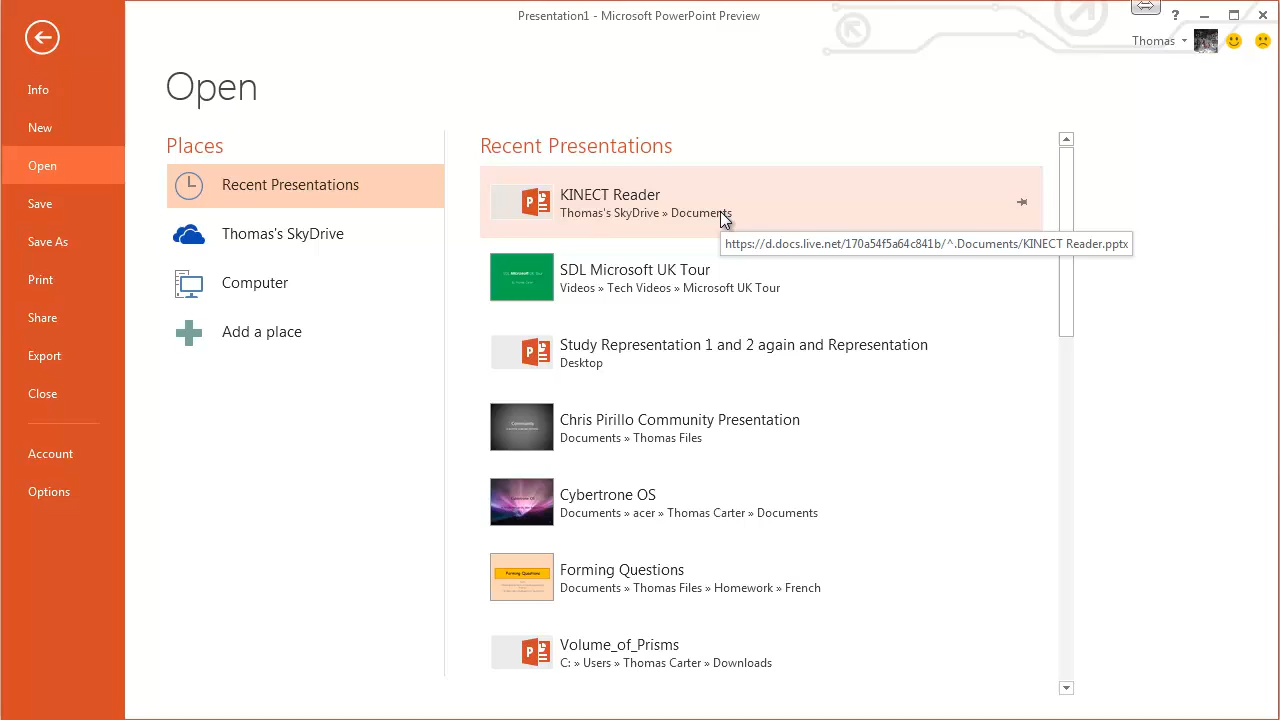 Presentation1 - Microsoft PowerPoint Preview
?
Thomas
Info
New
Open
Save
Save As
Print
Share
Export
Close
Account
Options
Open
Places
Recent Presentations
Thomas's SkyDrive
Computer
Add a place
Recent Presentations
KINECT Reader
Thomas's SkyDrive » Documents
https://d.docs.live.net/170a54f5a64c841b/^.Documents/KINECT Reader.pptx
SDL Microsoft UK Tour
Videos » Tech Videos » Microsoft UK Tour
Study Representation 1 and 2 again and Representation
Desktop
Chris Pirillo Community Presentation
Documents » Thomas Files
Community
Cybertrone OS
Documents » acer » Thomas Carter » Documents
Forming Questions
Documents » Thomas Files » Homework » French
Forming Questions
Volume_of_Prisms
C: » Users » Thomas Carter » Downloads